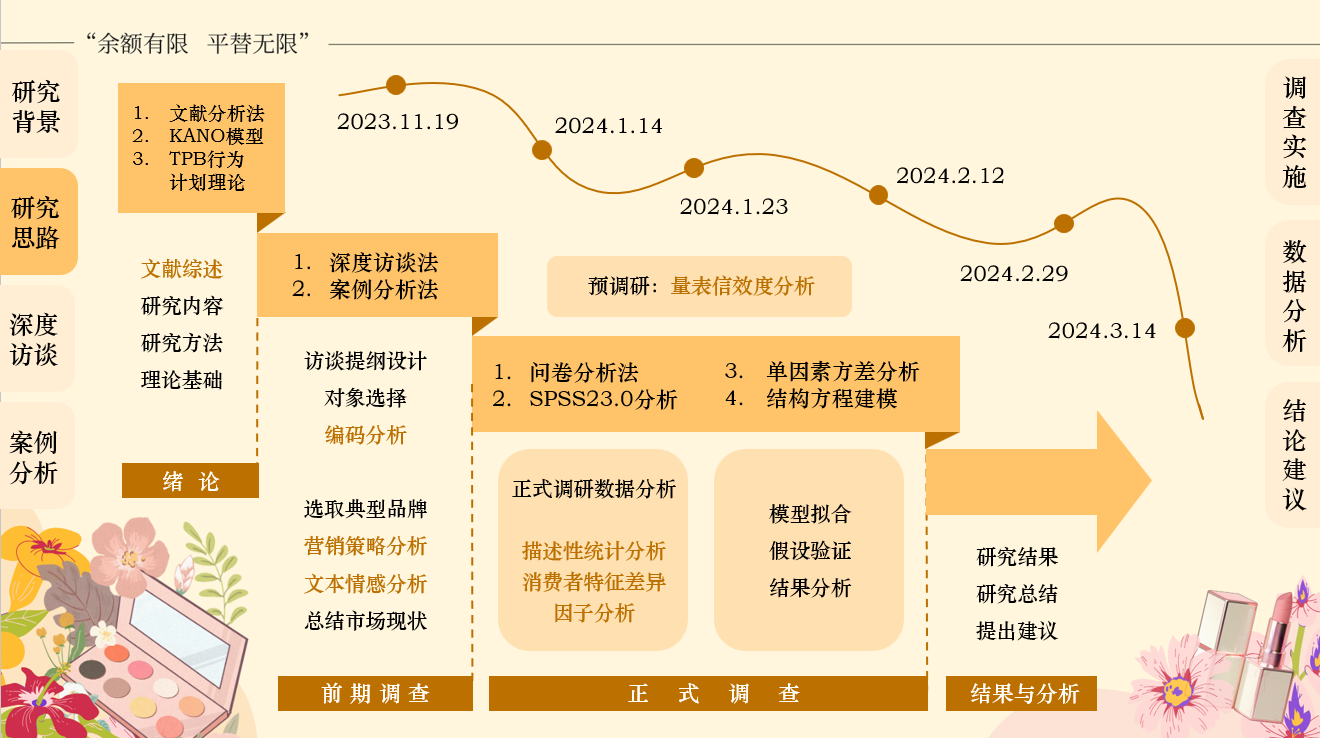 “余额有限 平替无限”
研究
背景
研究
思路
深度
访谈
案例
分析
1. 文献分析法
2. KANO模型
3. TPB行为
计划理论
文献综述
研究内容
研究方法
理论基础
绪 论
1. 深度访谈法
2. 案例分析法
访谈提纲设计
对象选择
编码分析
选取典型品牌
营销策略分析
文本情感分析
总结市场现状
前期调查
2023.11.19
2024.1.14
2024.1.23
2024.2.12
2024.2.29
2024.3.14
预调研：量表信效度分析
1. 问卷分析法
2. SPSS23.0分析
3. 单因素方差分析
4. 结构方程建模
正式调研数据分析
描述性统计分析
消费者特征差异
因子分析
模型拟合
假设验证
结果分析
正 式 调 查
研究结果
研究总结
提出建议
结果与分析
调
查
实
施
数
据
分
析
结
论
建
议